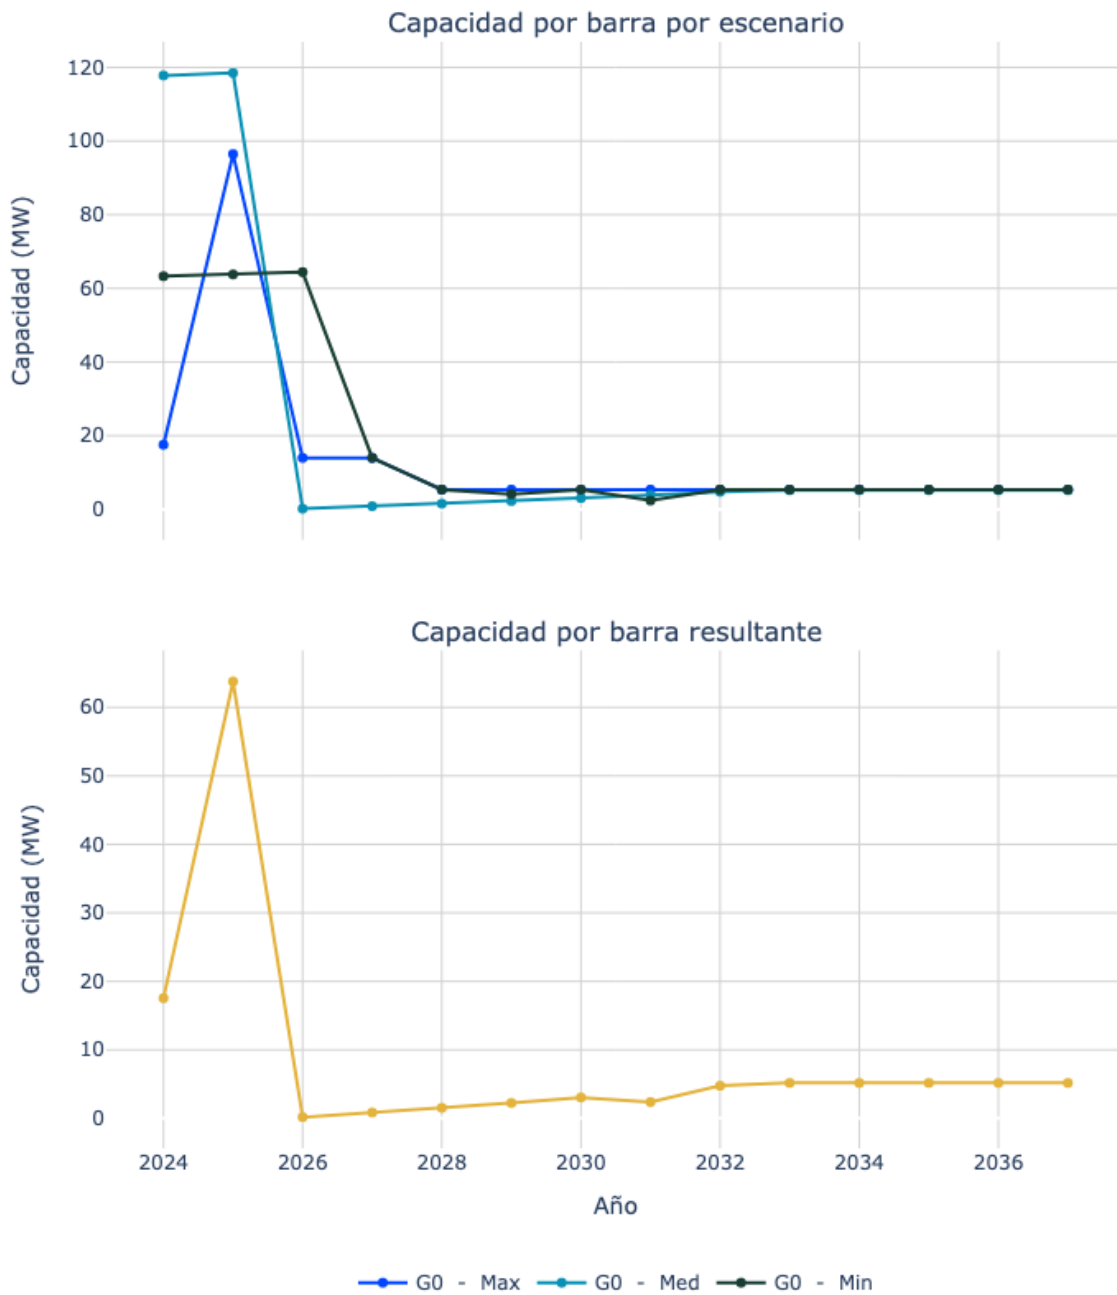 Capacidad por barra por escenario
Capacidad (MW)
120
100
80
60
40
20
0
Capacidad por barra resultante
Capacidad (MW)
60
50
40
30
20
10
0
2024 2026 2028 2030 2032 2034 2036
Año
G0 - Max G0 - Med G0 - Min